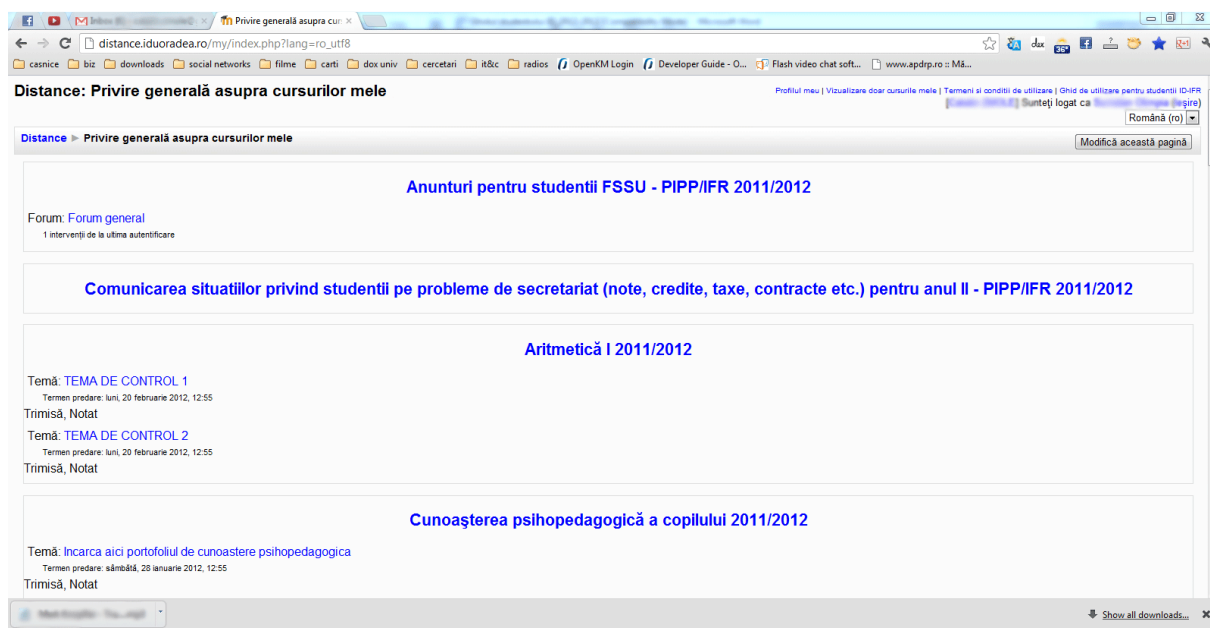 Privire generală asupra cur
distance.iduoradea.ro/my/index.php?lang=ro_utf8
casnice biz downloads social networks filme carti dox univ cercetari it&c radios OpenKM Login Developer Guide - O... Flash video chat soft... www.apdrp.ro :: Mă...
Distance: Privire generală asupra cursurilor mele
Profilul meu | Vizualizare doar cursurile mele | Termeni si conditii de utilizare | Ghid de utilizare pentru studentii ID-IFR
Sunteţi logat ca (Ieşire)
Română (ro)
Distance ► Privire generală asupra cursurilor mele
Modifică această pagină
Anunturi pentru studentii FSSU - PIPP/IFR 2011/2012
Forum: Forum general
1 intervenţii de la ultima autentificare
Comunicarea situatiilor privind studentii pe probleme de secretariat (note, credite, taxe, contracte etc.) pentru anul II - PIPP/IFR 2011/2012
Aritmetică I 2011/2012
Temă: TEMA DE CONTROL 1
Termen predare: luni, 20 februarie 2012, 12:55
Trimisă, Notat
Temă: TEMA DE CONTROL 2
Termen predare: luni, 20 februarie 2012, 12:55
Trimisă, Notat
Cunoaşterea psihopedagogică a copilului 2011/2012
Temă: Incarca aici portofoliul de cunoastere psihopedagogica
Termen predare: sâmbătă, 28 ianuarie 2012, 12:55
Trimisă, Notat
Show all downloads...